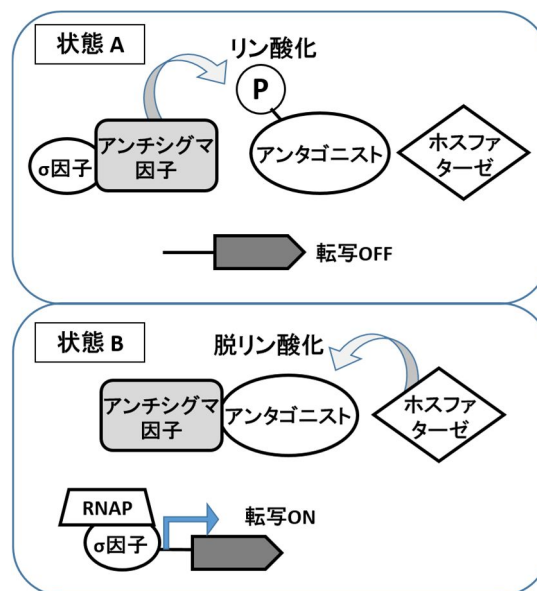 状態 A
リン酸化
P
σ因子
アンチシグマ
因子
アンタゴニスト
ホスファ
ターゼ
転写OFF
状態 B
脱リン酸化
アンチシグマ
因子
アンタゴニスト
ホスファ
ターゼ
RNAP
σ因子
転写ON